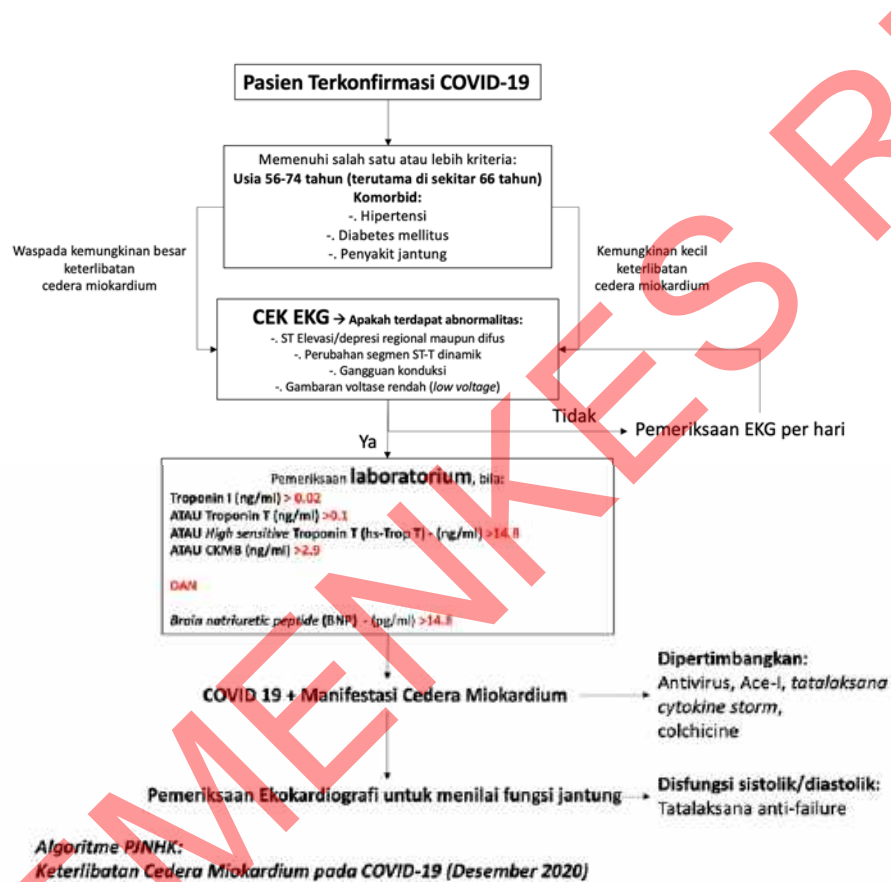 Pasien Terkonfirmasi COVID-19
Memenuhi salah satu atau lebih kriteria:
Usia 56-74 tahun (terutama di sekitar 66 tahun)
Komorbid:
-. Hipertensi
-. Diabetes mellitus
-. Penyakit jantung
Waspada kemungkinan besar
keterlibatan
cedera miokardium
Kemungkinan kecil
keterlibatan
cedera miokardium
CEK EKG → Apakah terdapat abnormalitas:
-. ST Elevasi/depresi regional maupun difus
-. Perubahan segmen ST-T dinamik
-. Gangguan konduksi
-. Gambaran voltase rendah (low voltage)
Tidak
Pemeriksaan EKG per hari
Ya
Pemeriksaan laboratorium, bila:
Troponin I (ng/ml) > 0.02
ATAU Troponin T (ng/ml) >0.1
ATAU High sensitive Troponin T (hs-Trop T) - (ng/ml) >14.8
ATAU CKMB (ng/ml) >2.9
DAN
Brain natriuretic peptide (BNP) - (pg/ml) >14.8
COVID 19 + Manifestasi Cedera Miokardium
Dipertimbangkan:
Antivirus, Ace-I, tatalaksana
cytokine storm,
colchicine
Pemeriksaan Ekokardiografi untuk menilai fungsi jantung
Disfungsi sistolik/diastolik:
Tatalaksana anti-failure
Algoritme PJNHK:
Keterlibatan Cedera Miokardium pada COVID-19 (Desember 2020)
MENKES R